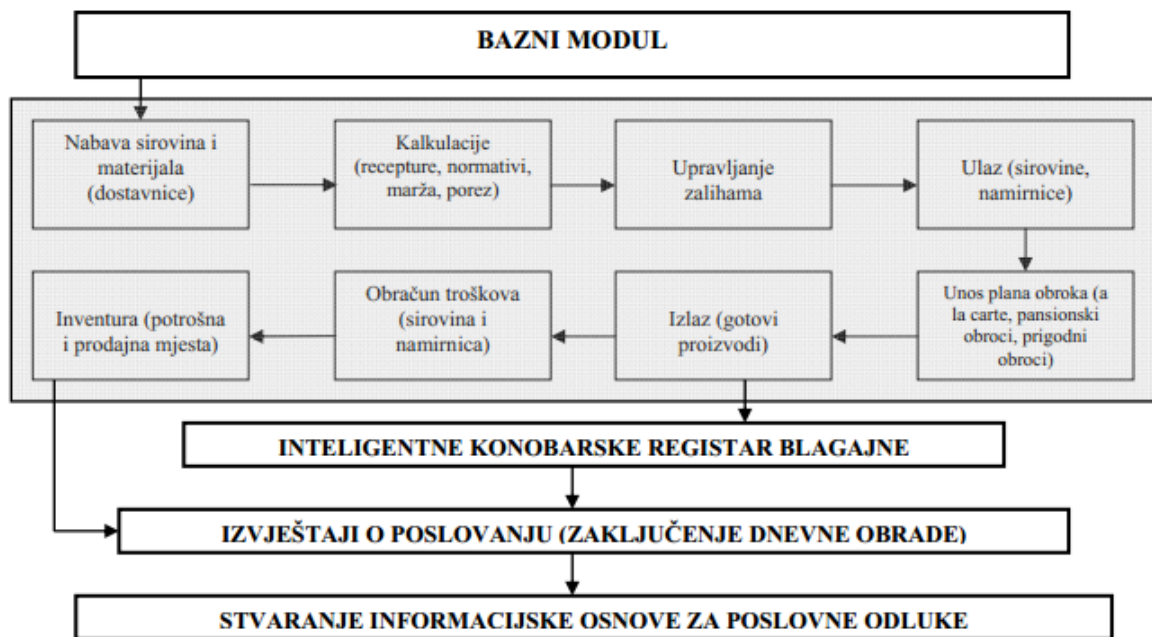 BAZNI MODUL
Nabava sirovina i
materijala
(dostavnice)
Kalkulacije
(recepture, normativi,
marža, porez)
Upravljanje
zalihama
Ulaz (sirovine,
namirnice)
Inventura (potrošna
i prodajna mjesta)
Obračun troškova
(sirovina i
namirnica)
Izlaz (gotovi
proizvodi)
Unos plana obroka (a
la carte, pansionski
obroci, prigodni
obroci)
INTELIGENTNE KONOBARSKE REGISTAR BLAGAJNE
IZVJEŠTAJI O POSLOVANJU (ZAKLJUČENJE DNEVNE OBRADE)
STVARANJE INFORMACIJSKE OSNOVE ZA POSLOVNE ODLUKE